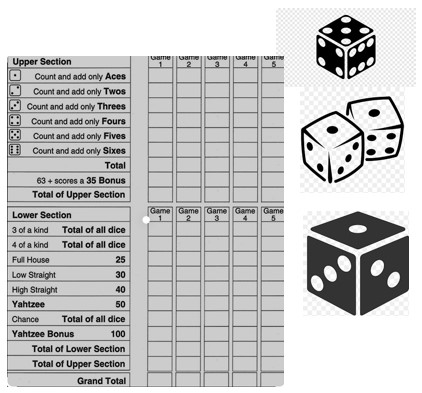 Upper Section Game Game Game Game Game
1 2 3 4 5
Count and add only Aces
Count and add only Twos
Count and add only Threes
Count and add only Fours
Count and add only Fives
Count and add only Sixes
Total
63 + scores a 35 Bonus
Total of Upper Section
Lower Section Game Game Game Game Game
1 2 3 4 5
3 of a kind Total of all dice
4 of a kind Total of all dice
Full House 25
Low Straight 30
High Straight 40
Yahtzee 50
Chance Total of all dice
Yahtzee Bonus 100
Total of Lower Section
Total of Upper Section
Grand Total